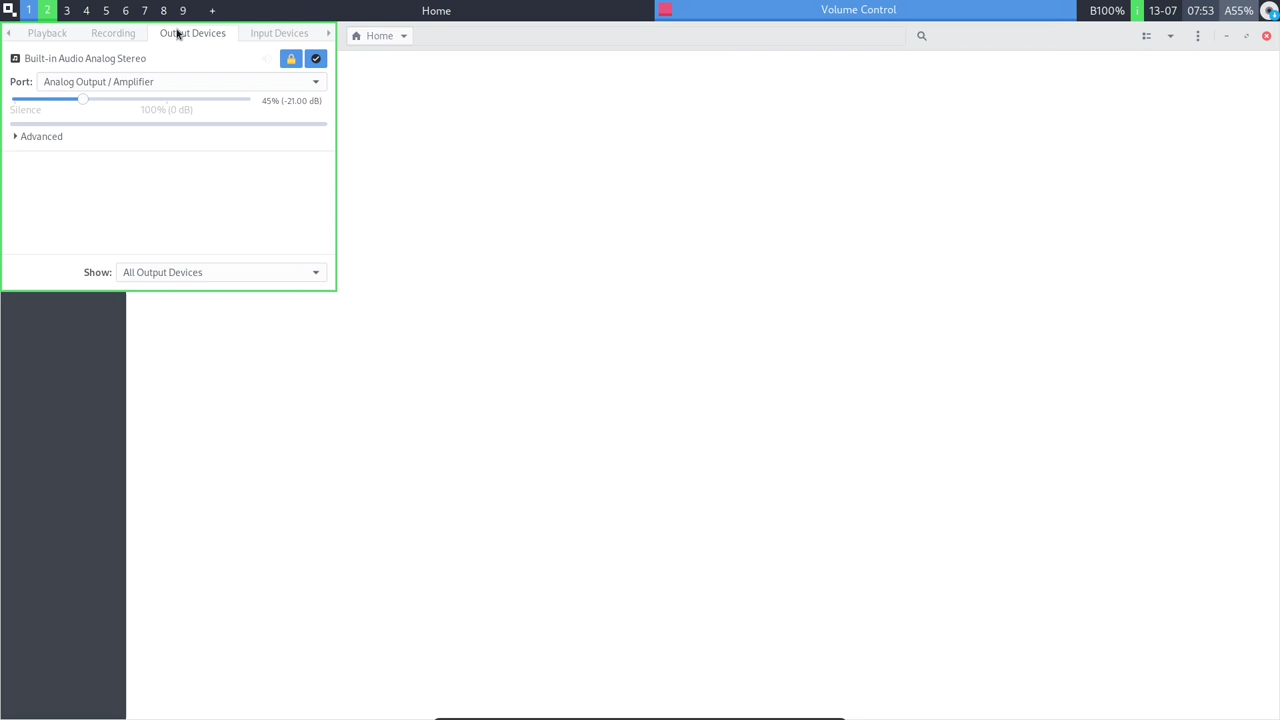 1 2 3 4 5 6 7 8 9 + Home Volume Control B100% i 13-07 07:53 A55%
Playback Recording Output Devices Input Devices
Home
Built-in Audio Analog Stereo
Port: Analog Output / Amplifier
45% (-21.00 dB)
Silence 100% (0 dB)
Advanced
Show: All Output Devices